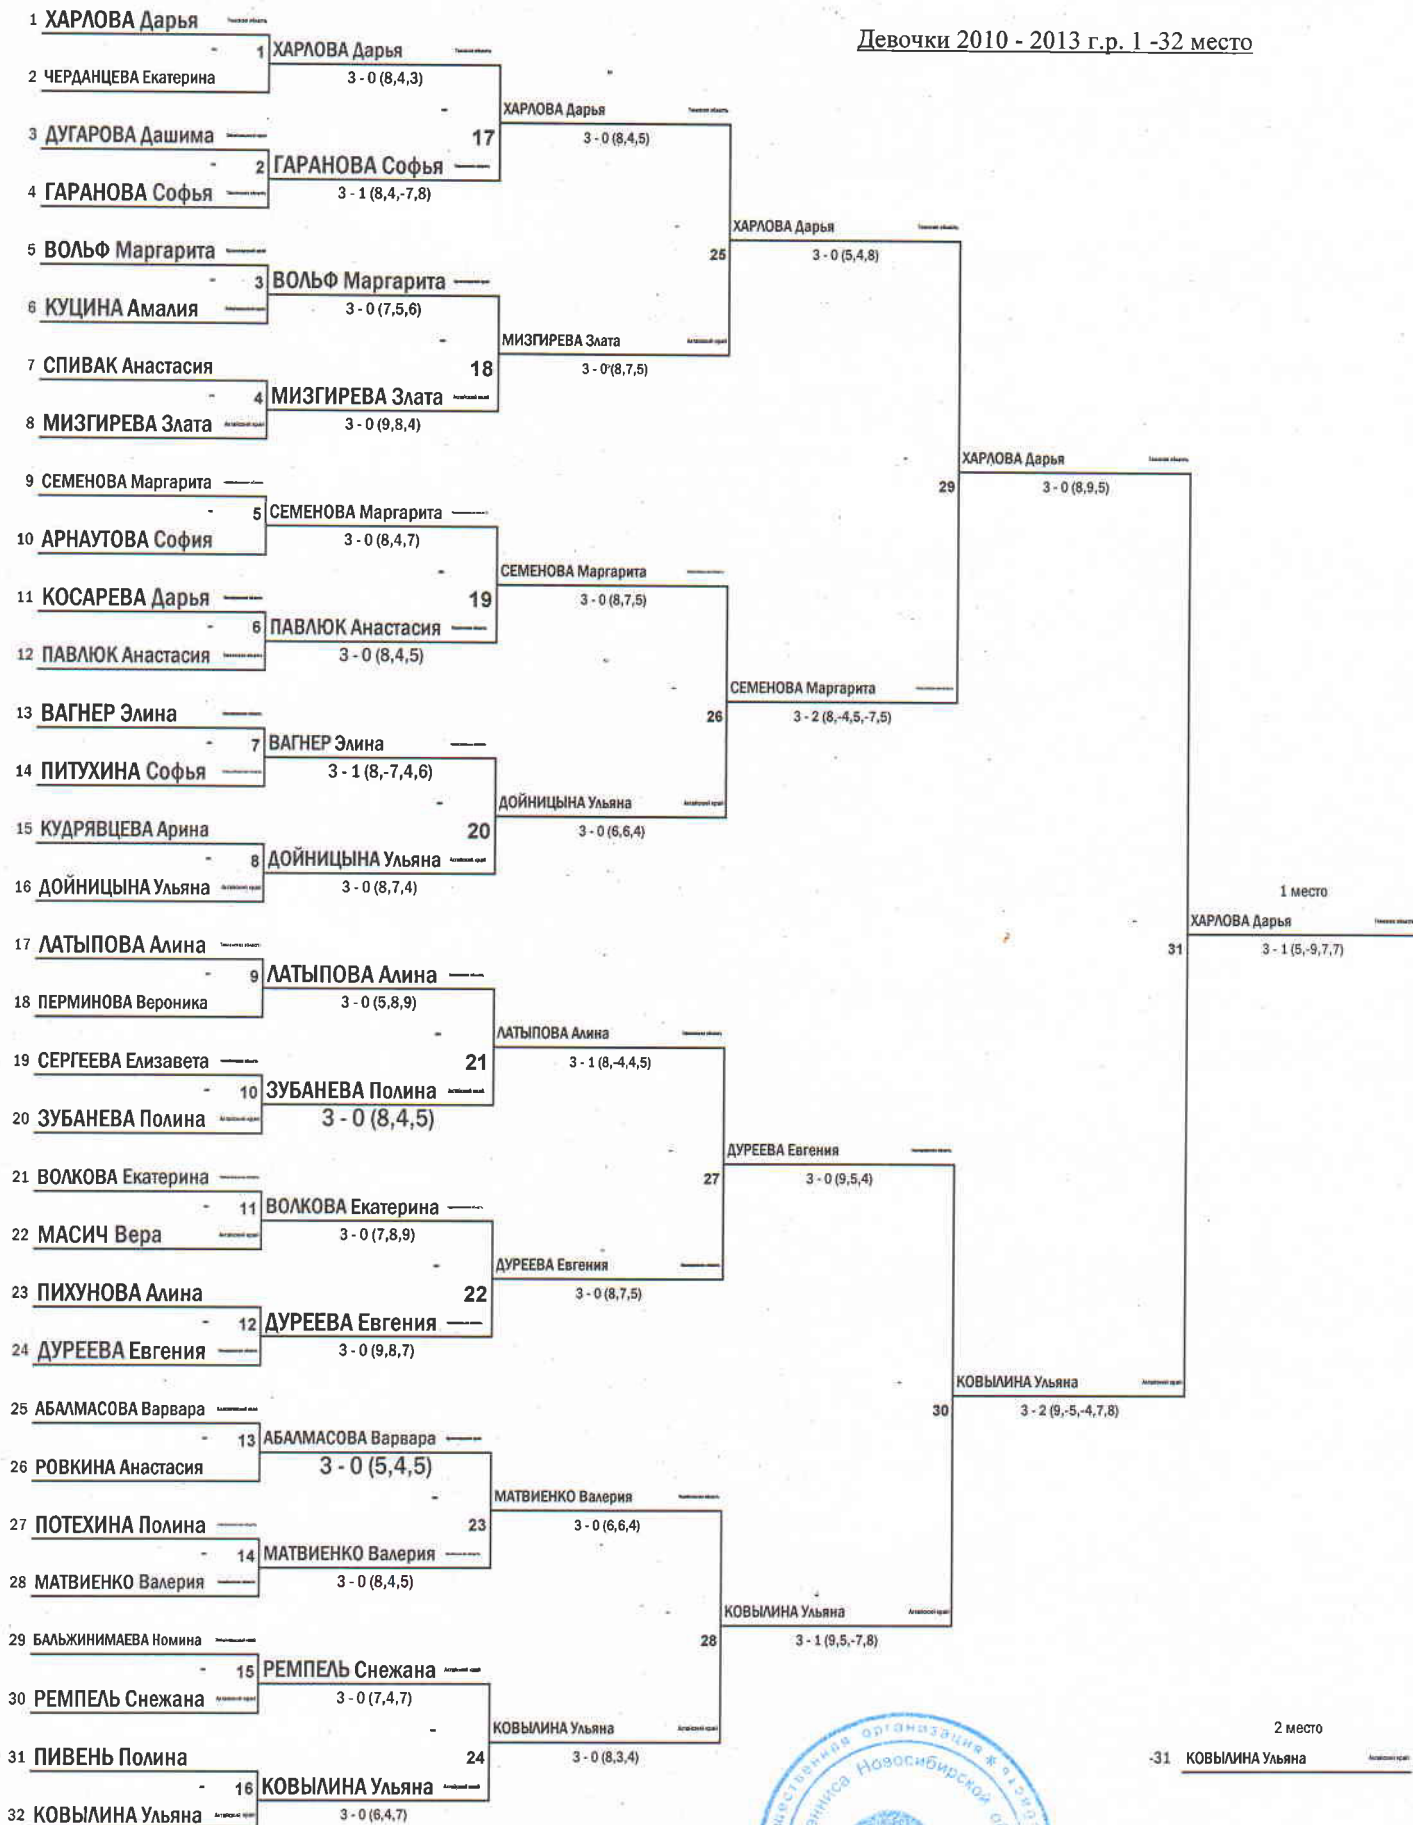 Девочки 2010 - 2013 г.р. 1 -32 место
1 ХАРЛОВА Дарья
- 1 ХАРЛОВА Дарья
2 ЧЕРДАНЦЕВА Екатерина 3 - 0 (8,4,3)
- ХАРЛОВА Дарья
3 ДУГАРОВА Дашима 17 3 - 0 (8,4,5)
- 2 ГАРАНОВА Софья
4 ГАРАНОВА Софья 3 - 1 (8,4,-7,8)
- ХАРЛОВА Дарья
5 ВОЛЬФ Маргарита 25 3 - 0 (5,4,8)
- 3 ВОЛЬФ Маргарита
6 КУЦИНА Амалия 3 - 0 (7,5,6)
- МИЗГИРЕВА Злата
7 СПИВАК Анастасия 18 3 - 0 (8,7,5)
- 4 МИЗГИРЕВА Злата
8 МИЗГИРЕВА Злата 3 - 0 (9,8,4)
- ХАРЛОВА Дарья
9 СЕМЕНОВА Маргарита 29 3 - 0 (8,9,5)
- 5 СЕМЕНОВА Маргарита
10 АРНАУТОВА София 3 - 0 (8,4,7)
- СЕМЕНОВА Маргарита
11 КОСАРЕВА Дарья 19 3 - 0 (8,7,5)
- 6 ПАВЛЮК Анастасия
12 ПАВЛЮК Анастасия 3 - 0 (8,4,5)
- СЕМЕНОВА Маргарита
13 ВАГНЕР Элина 26 3 - 2 (8,-4,5,-7,5)
- 7 ВАГНЕР Элина
14 ПИТУХИНА Софья 3 - 1 (8,-7,4,6)
- ДОЙНИЦЫНА Ульяна
15 КУДРЯВЦЕВА Арина 20 3 - 0 (6,6,4)
- 8 ДОЙНИЦЫНА Ульяна
16 ДОЙНИЦЫНА Ульяна 3 - 0 (8,7,4)
1 место
- ХАРЛОВА Дарья
17 ЛАТЫПОВА Алина 31 3 - 1 (5,-9,7,7)
- 9 ЛАТЫПОВА Алина
18 ПЕРМИНОВА Вероника 3 - 0 (5,8,9)
- ЛАТЫПОВА Алина
19 СЕРГЕЕВА Елизавета 21 3 - 1 (8,-4,4,5)
- 10 ЗУБАНЕВА Полина
20 ЗУБАНЕВА Полина 3 - 0 (8,4,5)
ДУРЕЕВА Евгения
21 ВОЛКОВА Екатерина 27 3 - 0 (9,5,4)
- 11 ВОЛКОВА Екатерина
22 МАСИЧ Вера 3 - 0 (7,8,9)
- ДУРЕЕВА Евгения
23 ПИХУНОВА Алина 22 3 - 0 (8,7,5)
- 12 ДУРЕЕВА Евгения
24 ДУРЕЕВА Евгения 3 - 0 (9,8,7)
- КОВЫЛИНА Ульяна
25 АБАЛМАСОВА Варвара 30 3 - 2 (9,-5,-4,7,8)
- 13 АБАЛМАСОВА Варвара
26 РОВКИНА Анастасия 3 - 0 (5,4,5)
- МАТВИЕНКО Валерия
27 ПОТЕХИНА Полина 23 3 - 0 (6,6,4)
- 14 МАТВИЕНКО Валерия
28 МАТВИЕНКО Валерия 3 - 0 (8,4,5)
- КОВЫЛИНА Ульяна
29 БАЛЬЖИНИМАЕВА Номина 28 3 - 1 (9,5,-7,8)
- 15 РЕМПЕЛЬ Снежана
30 РЕМПЕЛЬ Снежана 3 - 0 (7,4,7)
- КОВЫЛИНА Ульяна 2 место
31 ПИВЕНЬ Полина 24 3 - 0 (8,3,4) -31 КОВЫЛИНА Ульяна
- 16 КОВЫЛИНА Ульяна
32 КОВЫЛИНА Ульяна 3 - 0 (6,4,7)
организация
Новосибирской